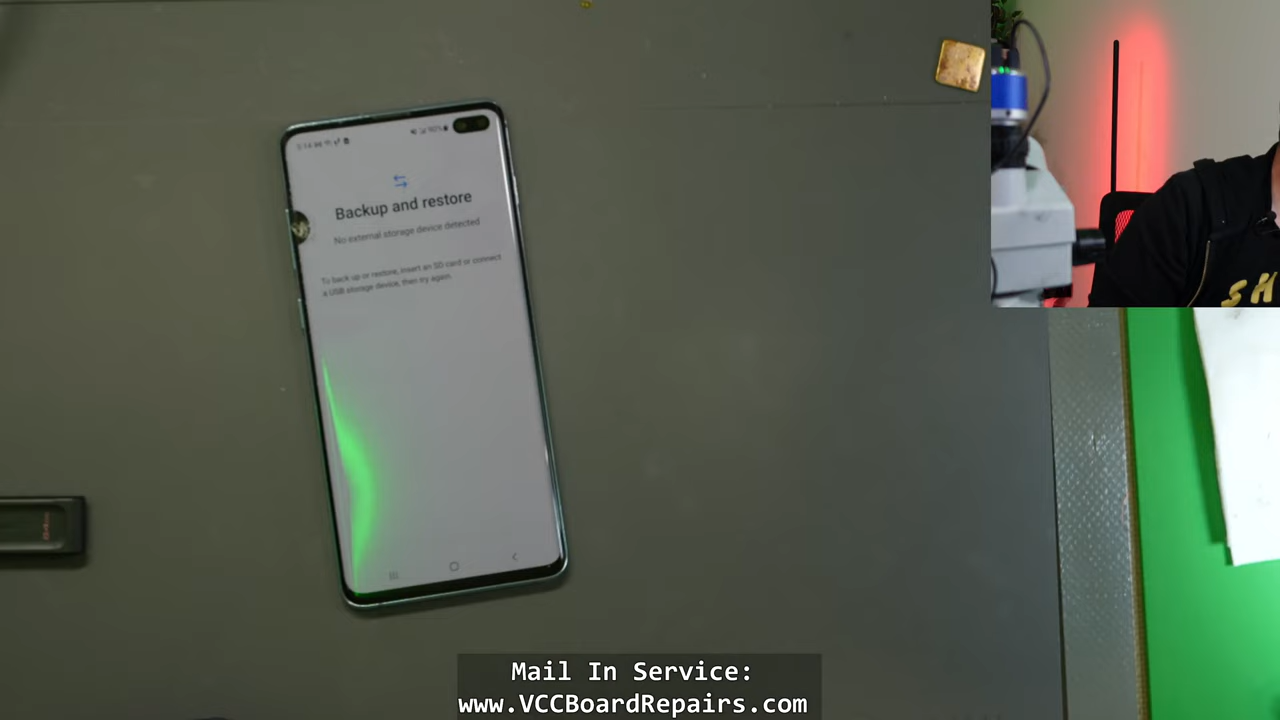 Backup and restore
No external storage device detected
To back up or restore, insert an SD card or connect
a USB storage device, then try again.
SH
Mail In Service:
www.VCCBoardRepairs.com